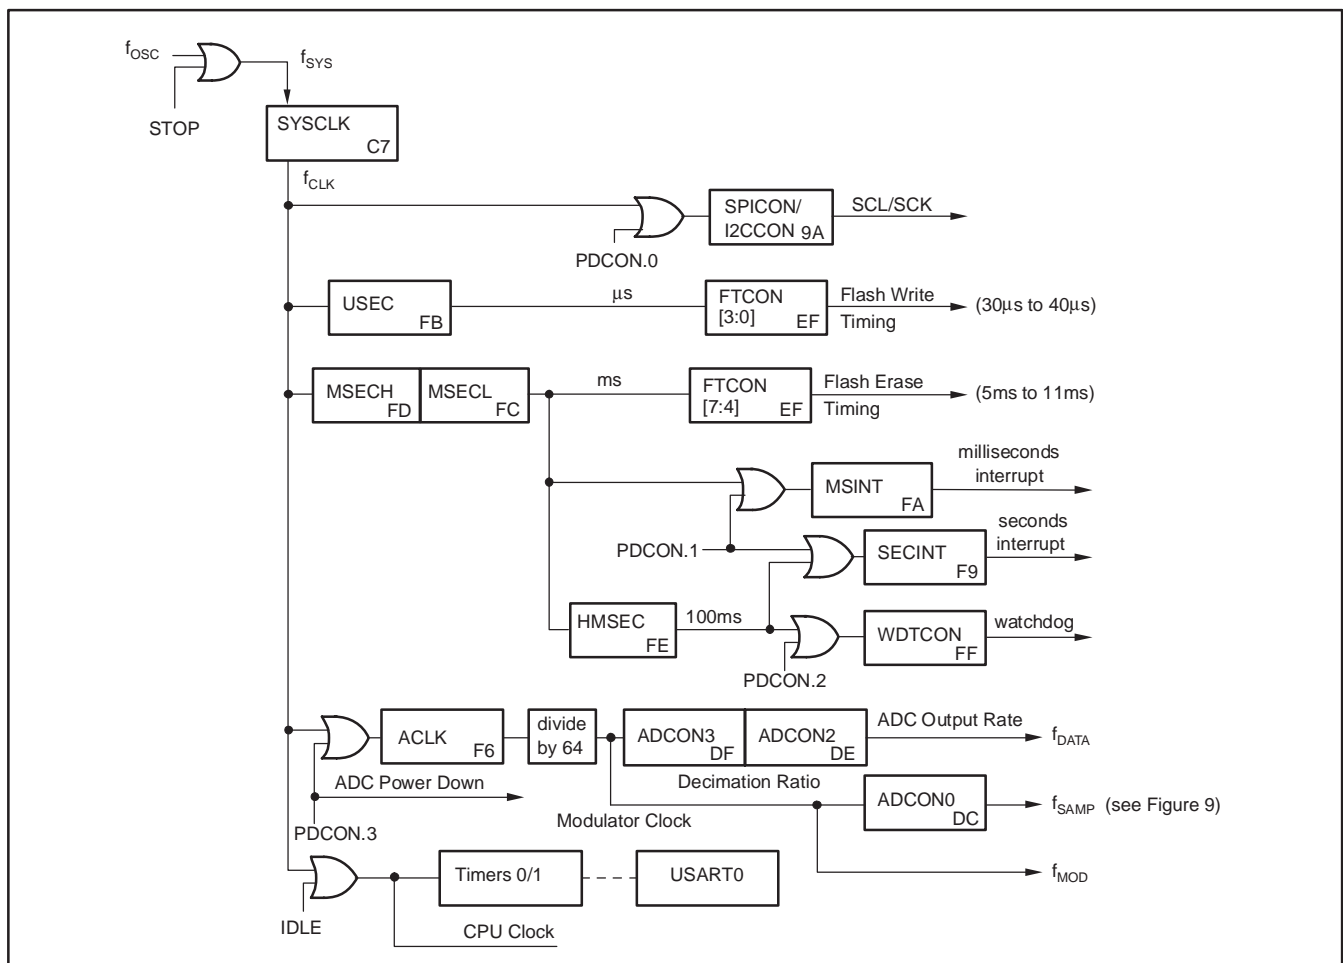 fOSC
fSYS
STOP
SYSCLK
C7
fCLK
SPICON/
I2CCON 9A
SCL/SCK
PDCON.0
USEC
FB
μs
FTCON
[3:0]
EF
Flash Write
Timing
(30μs to 40μs)
MSECH
FD
MSECL
FC
ms
FTCON
[7:4]
EF
Flash Erase
Timing
(5ms to 11ms)
milliseconds
interrupt
MSINT
FA
PDCON.1
seconds
interrupt
SECINT
F9
HMSEC
FE
100ms
WDTCON
FF
watchdog
PDCON.2
ACLK
F6
divide
by 64
ADCON3
DF
ADCON2
DE
ADC Output Rate
fDATA
Decimation Ratio
ADC Power Down
PDCON.3
Modulator Clock
ADCON0
DC
fSAMP (see Figure 9)
Timers 0/1
USART0
fMOD
IDLE
CPU Clock